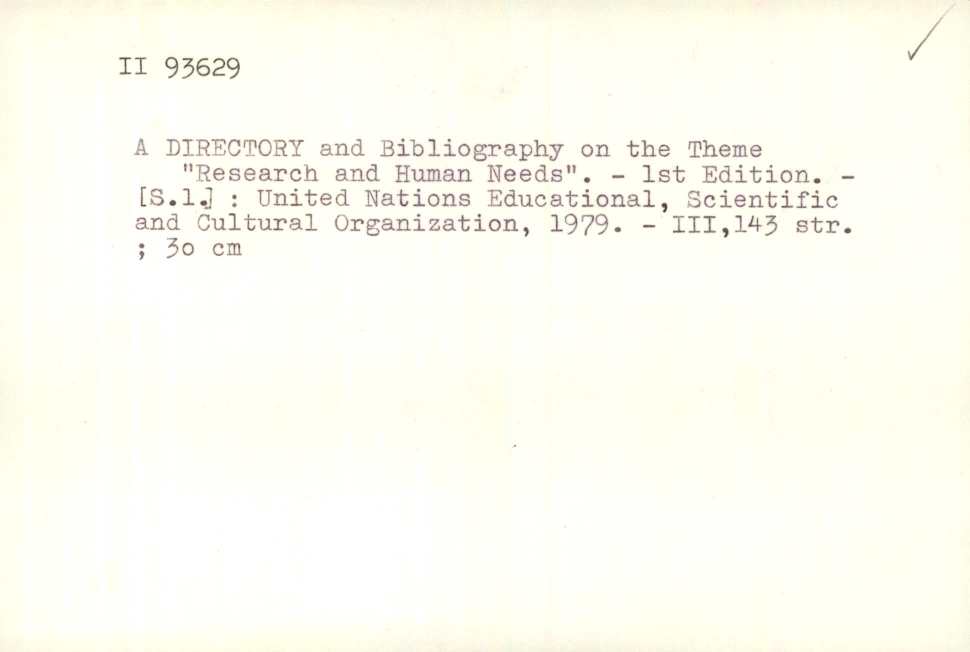 II 93629
A DIRECTORY and Bibliography on the Theme
"Research and Human Needs". - 1st Edition. -
[S.l.] : United Nations Educational, Scientific
and Cultural Organization, 1979. - III,143 str.
; 3o cm